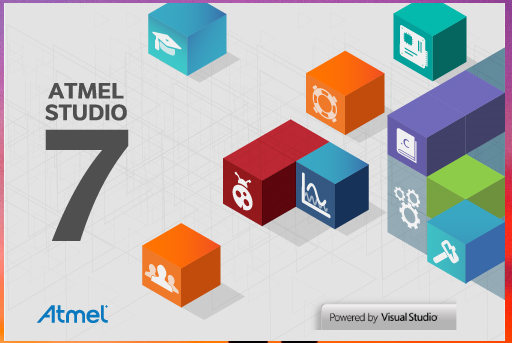 ATMEL
STUDIO
7
.C
Atmel
Powered by Visual Studio